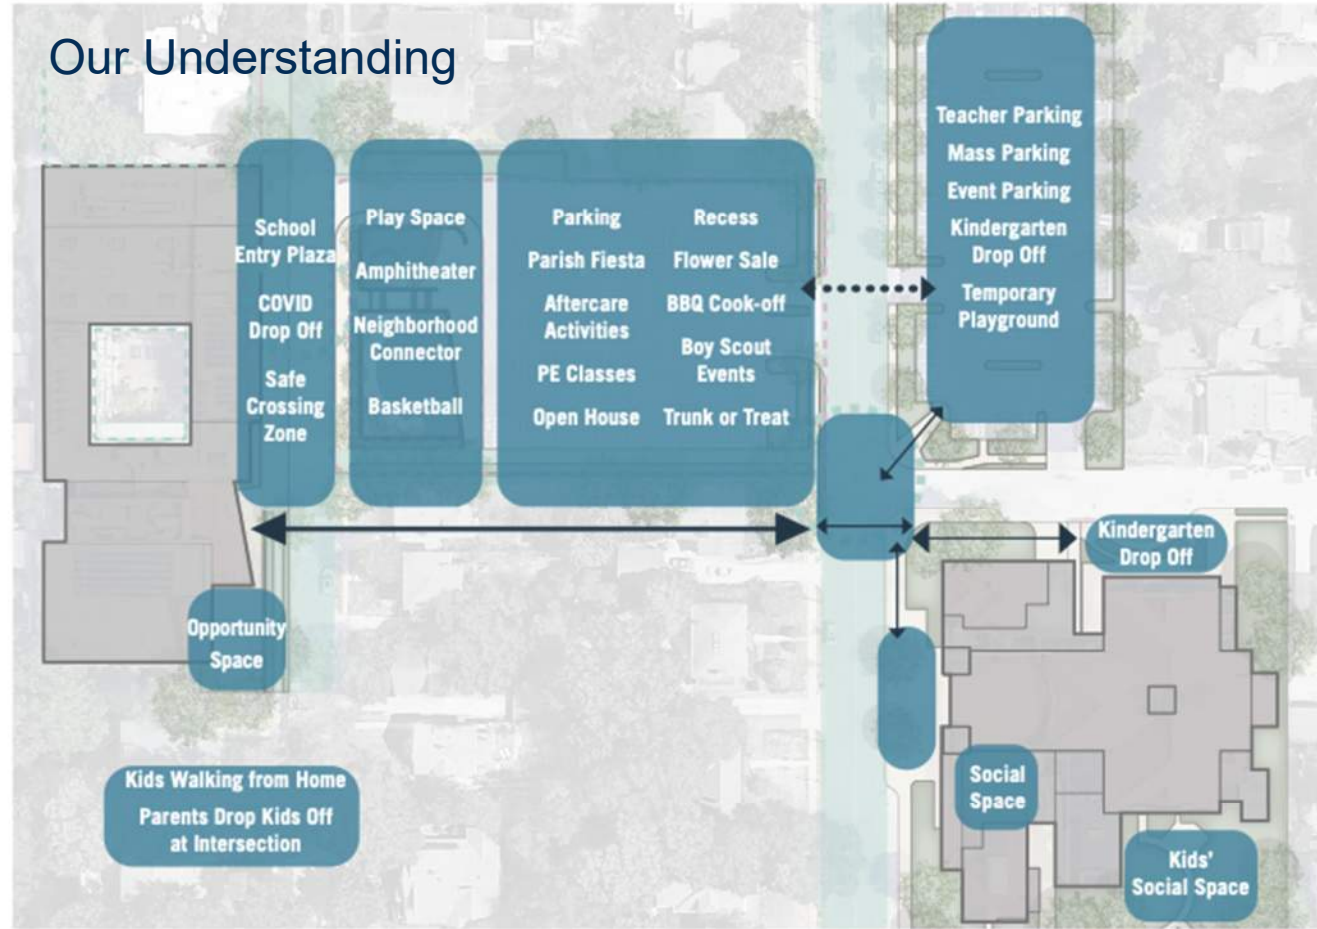 Our Understanding
School
Entry Plaza
COVID
Drop Off
Safe
Crossing
Zone
Play Space
Amphitheater
Neighborhood
Connector
Basketball
Parking
Parish Fiesta
Aftercare
Activities
PE Classes
Open House
Recess
Flower Sale
BBQ Cook-off
Boy Scout
Events
Trunk or Treat
Teacher Parking
Mass Parking
Event Parking
Kindergarten
Drop Off
Temporary
Playground
Kindergarten
Drop Off
Opportunity
Space
Kids Walking from Home
Parents Drop Kids Off
at Intersection
Social
Space
Kids'
Social Space